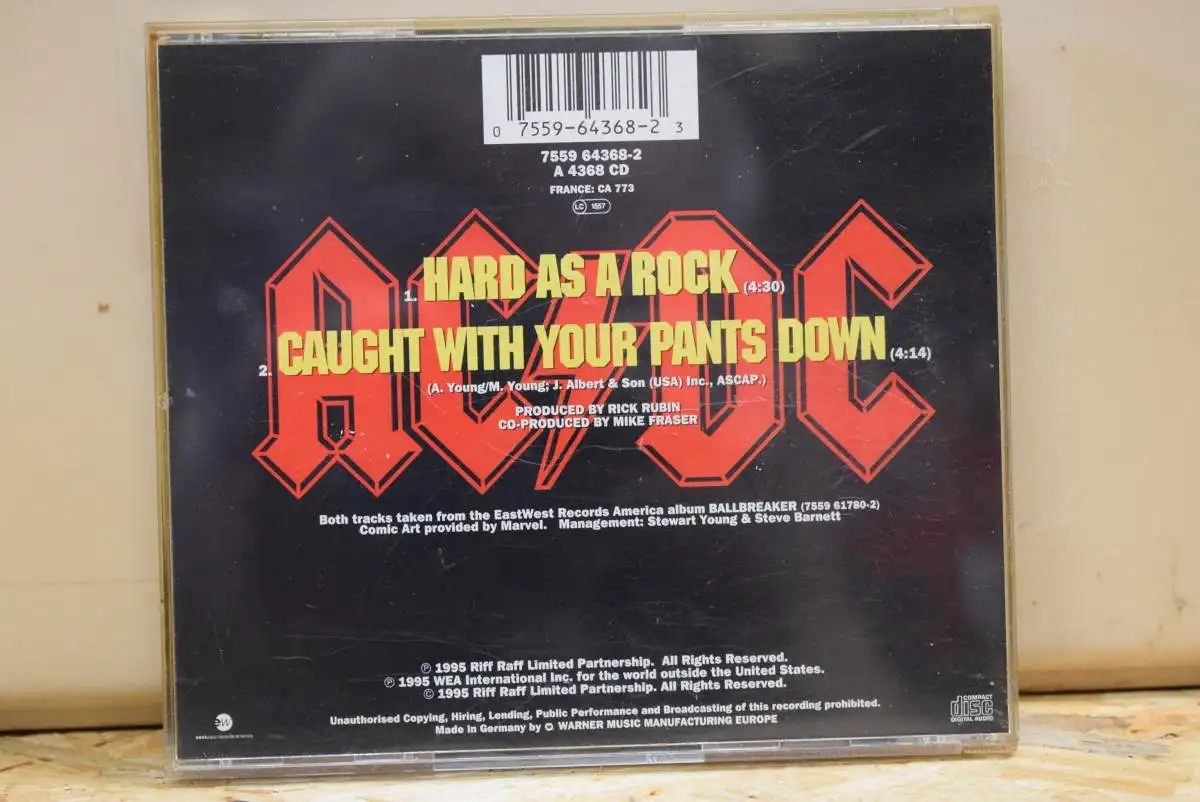 0 7559-64368-2 3
7559 64368-2
A 4368 CD
FRANCE: CA 773
LC 1557
AC DC
1. HARD AS A ROCK (4:30)
2. CAUGHT WITH YOUR PANTS DOWN (4:14)
(A. Young/M. Young; J. Albert & Son (USA) Inc., ASCAP.)
PRODUCED BY RICK RUBIN
CO-PRODUCED BY MIKE FRASER
Both tracks taken from the EastWest Records America album BALLBREAKER (7559 61780-2)
Comic Art provided by Marvel. Management: Stewart Young & Steve Barnett
℗ 1995 Riff Raff Limited Partnership. All Rights Reserved.
℗ 1995 WEA International Inc. for the world outside the United States.
© 1995 Riff Raff Limited Partnership. All Rights Reserved.
Unauthorised Copying, Hiring, Lending, Public Performance and Broadcasting of this recording prohibited.
Made in Germany by WARNER MUSIC MANUFACTURING EUROPE
eastwest records america
COMPACT
disc
DIGITAL AUDIO